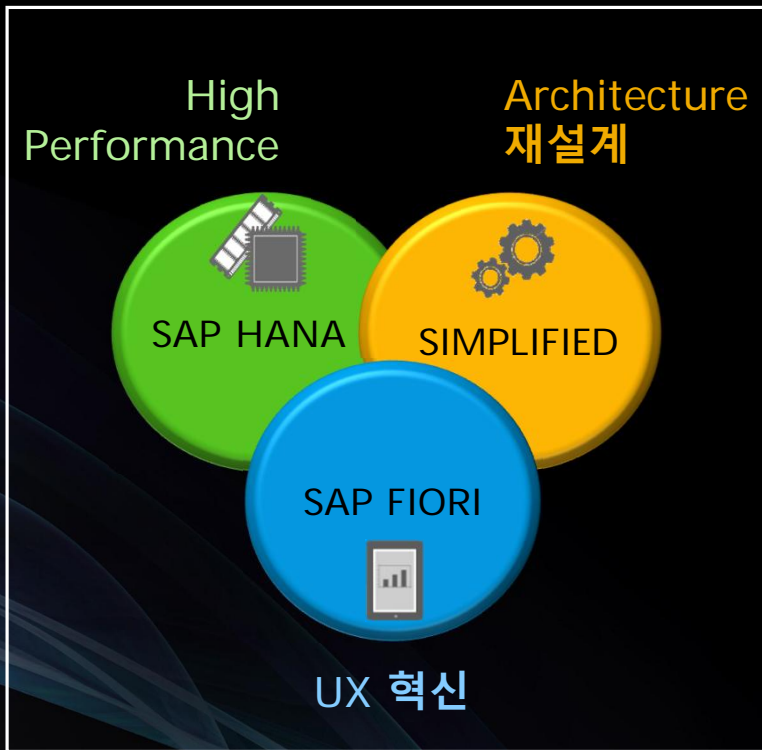 High
Performance
Architecture
재설계
SAP HANA
SIMPLIFIED
SAP FIORI
UX 혁신